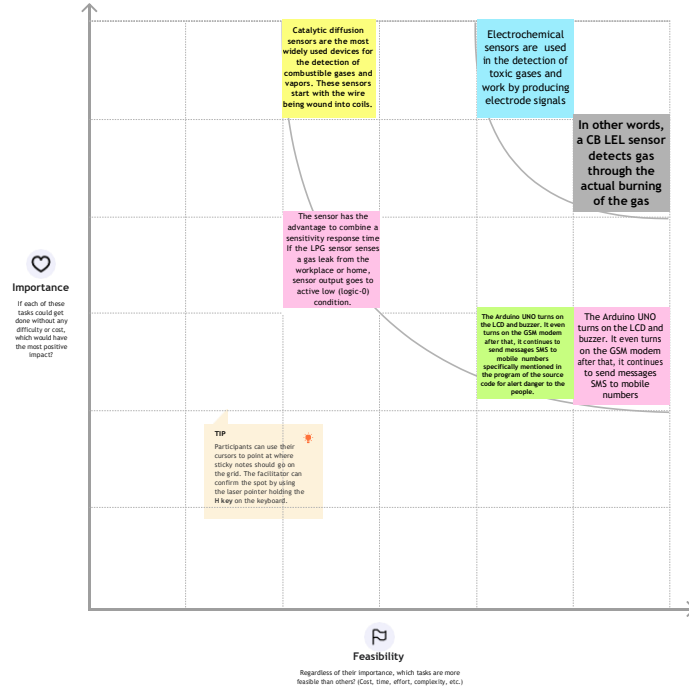 Catalytic diffusion
sensors are the most
widely used devices for
the detection of
combustible gases and
vapors. These sensors
start with the wire
being wound into coils.
Electrochemical
sensors are used
in the detection of
toxic gases and
work by producing
electrode signals
In other words,
a CB LEL sensor
detects gas
through the
actual burning
of the gas
The sensor has the
advantage to combine a
sensitivity response time
If the LPG sensor senses
a gas leak from the
workplace or home,
sensor output goes to
active low (logic-0)
condition.
Importance
If each of these
tasks could get
done without any
difficulty or cost,
which would have
the most positive
impact?
The Arduino UNO turns on
the LCD and buzzer. It even
turns on the GSM modem
after that, it continues to
send messages SMS to
mobile numbers
specifically mentioned in
the program of the source
code for alert danger to the
people.
The Arduino UNO
turns on the LCD and
buzzer. It even turns
on the GSM modem
after that, it continues
to send messages
SMS to mobile
numbers
TIP
Participants can use their
cursors to point at where
sticky notes should go on
the grid. The facilitator can
confirm the spot by using
the laser pointer holding the
H key on the keyboard.
Feasibility
Regardless of their importance, which tasks are more
feasible than others? (Cost, time, effort, complexity, etc.)